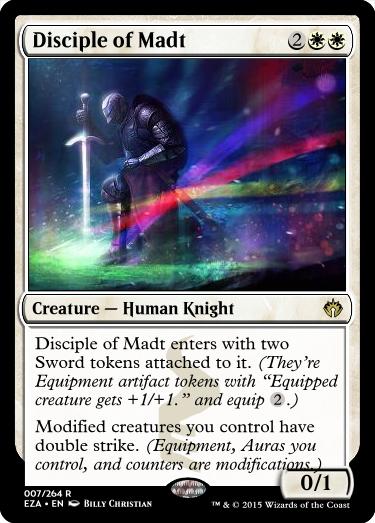 Disciple of Madt 2
Creature — Human Knight
Disciple of Madt enters with two
Sword tokens attached to it. (They're
Equipment artifact tokens with “Equipped
creature gets +1/+1.” and equip 2.)
Modified creatures you control have
double strike. (Equipment, Auras you
control, and counters are modifications.)
0/1
007/264 R
EZA • EN Billy Christian
™ & © 2015 Wizards of the Coast